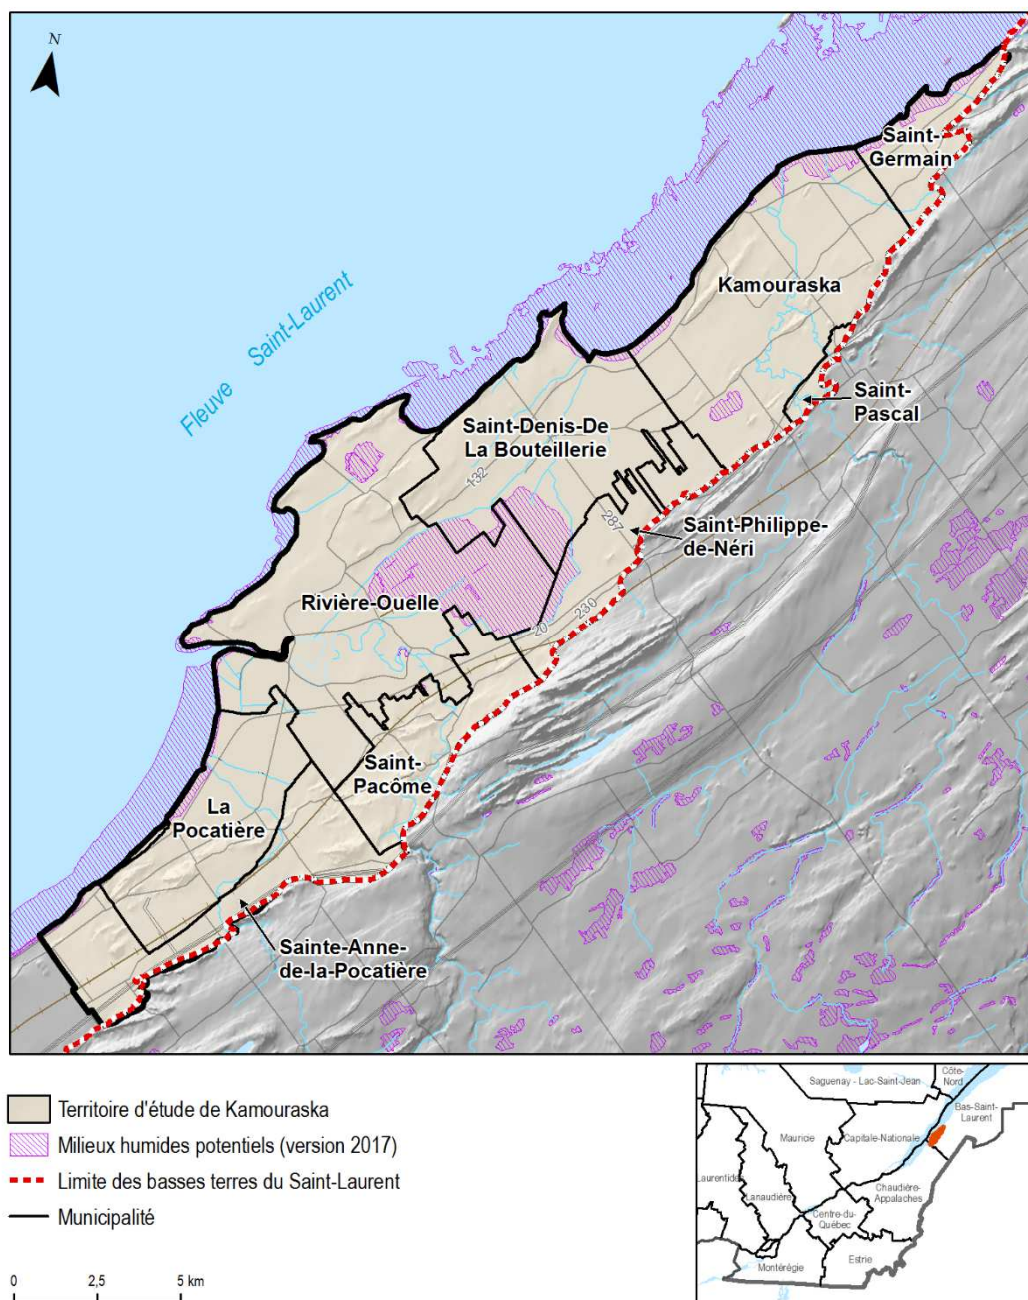 N
Saint-
Germain
Kamouraska
Fleuve Saint-Laurent
Saint-
Pascal
Saint-Denis-De
La Bouteillerie
132
287
Saint-Philippe-
de-Néri
Rivière-Ouelle
20
230
Saint-
Pacôme
La
Pocatière
Sainte-Anne-
de-la-Pocatière
Territoire d'étude de Kamouraska
Milieux humides potentiels (version 2017)
Limite des basses terres du Saint-Laurent
Municipalité
0 2,5 5 km
Saguenay - Lac-Saint-Jean
Côte-
Nord
Bas-Saint-
Laurent
Mauricie
Capitale-Nationale
Laurentide
Lanaudière
Chaudière-
Appalaches
Centre-du-
Québec
Montérégie
Estrie